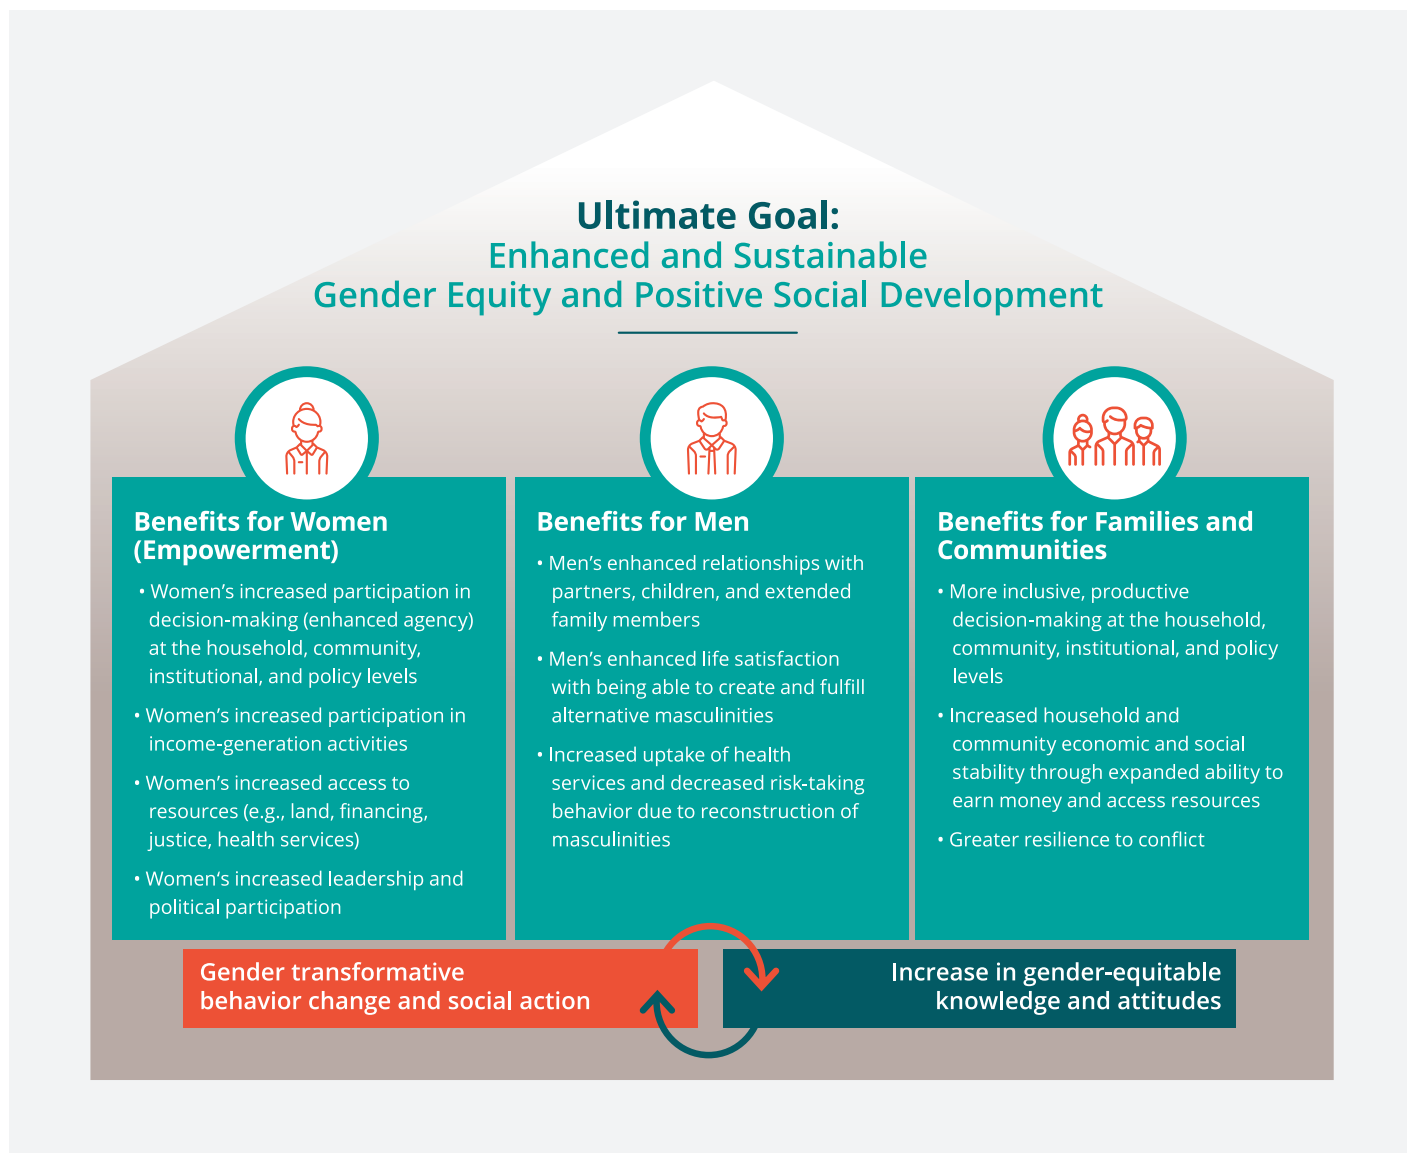 Ultimate Goal:
Enhanced and Sustainable
Gender Equity and Positive Social Development
Benefits for Women
(Empowerment)
• Women’s increased participation in
decision-making (enhanced agency)
at the household, community,
institutional, and policy levels
• Women’s increased participation in
income-generation activities
• Women’s increased access to
resources (e.g., land, financing,
justice, health services)
• Women’s increased leadership and
political participation
Benefits for Men
• Men’s enhanced relationships with
partners, children, and extended
family members
• Men’s enhanced life satisfaction
with being able to create and fulfill
alternative masculinities
• Increased uptake of health
services and decreased risk-taking
behavior due to reconstruction of
masculinities
Benefits for Families and
Communities
• More inclusive, productive
decision-making at the household,
community, institutional, and policy
levels
• Increased household and
community economic and social
stability through expanded ability to
earn money and access resources
• Greater resilience to conflict
Gender transformative
behavior change and social action
Increase in gender-equitable
knowledge and attitudes